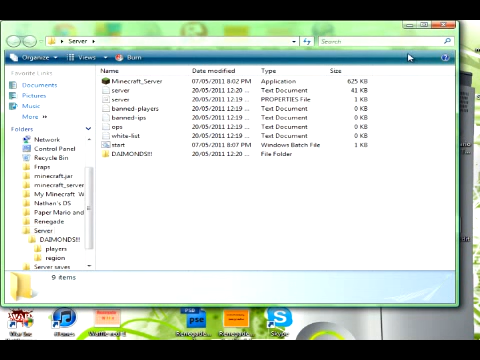 Server
Search
Organize Views Burn
Favorite Links
Documents
Pictures
Music
More
Folders
Network
Control Panel
Recycle Bin
Fraps
minecraft.jar
minecraft_server
My Minecraft W
Nathan's DS
Paper Mario and
Renegade
Server
DAIMONDS!!!
players
region
Server saves
Name Date modified Type Size
Minecraft_Server 07/05/2011 8:02 PM Application 625 KB
server 20/05/2011 12:20 ... Text Document 41 KB
server 20/05/2011 12:19 ... PROPERTIES File 1 KB
banned-players 20/05/2011 12:19 ... Text Document 0 KB
banned-ips 20/05/2011 12:19 ... Text Document 0 KB
ops 20/05/2011 12:19 ... Text Document 0 KB
white-list 20/05/2011 12:19 ... Text Document 0 KB
start 07/05/2011 8:07 PM Windows Batch File 1 KB
DAIMONDS!!! 20/05/2011 12:20 ... File Folder
9 items
iTunes
Skype